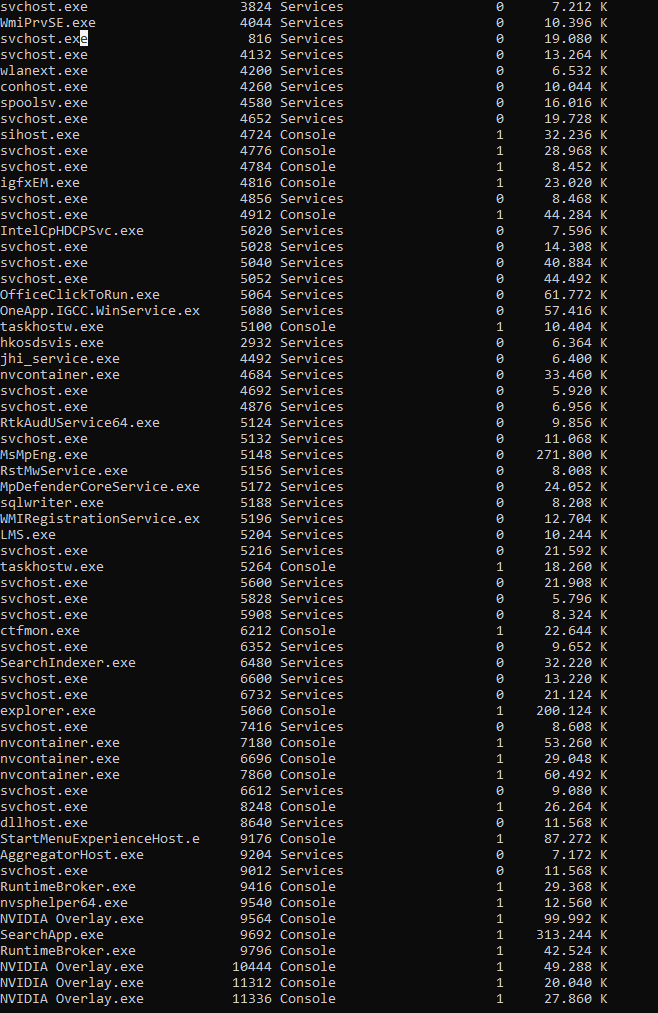 svchost.exe 3824 Services 0 7.212 K
WmiPrvSE.exe 4044 Services 0 10.396 K
svchost.exe 816 Services 0 19.080 K
svchost.exe 4132 Services 0 13.264 K
wlanext.exe 4200 Services 0 6.532 K
conhost.exe 4260 Services 0 10.044 K
spoolsv.exe 4580 Services 0 16.016 K
svchost.exe 4652 Services 0 19.728 K
sihost.exe 4724 Console 1 32.236 K
svchost.exe 4776 Console 1 28.968 K
svchost.exe 4784 Console 1 8.452 K
igfxEM.exe 4816 Console 1 23.020 K
svchost.exe 4856 Services 0 8.468 K
svchost.exe 4912 Console 1 44.284 K
IntelCpHDCPSvc.exe 5020 Services 0 7.596 K
svchost.exe 5028 Services 0 14.308 K
svchost.exe 5040 Services 0 40.884 K
svchost.exe 5052 Services 0 44.492 K
OfficeClickToRun.exe 5064 Services 0 61.772 K
OneApp.IGCC.WinService.ex 5080 Services 0 57.416 K
taskhostw.exe 5100 Console 1 10.404 K
hkosdsvis.exe 2932 Services 0 6.364 K
jhi_service.exe 4492 Services 0 6.400 K
nvcontainer.exe 4684 Services 0 33.460 K
svchost.exe 4692 Services 0 5.920 K
svchost.exe 4876 Services 0 6.956 K
RtkAudUService64.exe 5124 Services 0 9.856 K
svchost.exe 5132 Services 0 11.068 K
MsMpEng.exe 5148 Services 0 271.800 K
RstMwService.exe 5156 Services 0 8.008 K
MpDefenderCoreService.exe 5172 Services 0 24.052 K
sqlwriter.exe 5188 Services 0 8.208 K
WMIRegistrationService.ex 5196 Services 0 12.704 K
LMS.exe 5204 Services 0 10.244 K
svchost.exe 5216 Services 0 21.592 K
taskhostw.exe 5264 Console 1 18.260 K
svchost.exe 5600 Services 0 21.908 K
svchost.exe 5828 Services 0 5.796 K
svchost.exe 5908 Services 0 8.324 K
ctfmon.exe 6212 Console 1 22.644 K
svchost.exe 6352 Services 0 9.652 K
SearchIndexer.exe 6480 Services 0 32.220 K
svchost.exe 6600 Services 0 13.220 K
svchost.exe 6732 Services 0 21.124 K
explorer.exe 5060 Console 1 200.124 K
svchost.exe 7416 Services 0 8.608 K
nvcontainer.exe 7180 Console 1 53.260 K
nvcontainer.exe 6696 Console 1 29.048 K
nvcontainer.exe 7860 Console 1 60.492 K
svchost.exe 6612 Services 0 9.080 K
svchost.exe 8248 Console 1 26.264 K
dllhost.exe 8640 Services 0 11.568 K
StartMenuExperienceHost.e 9176 Console 1 87.272 K
AggregatorHost.exe 9204 Services 0 7.172 K
svchost.exe 9012 Services 0 11.568 K
RuntimeBroker.exe 9416 Console 1 29.368 K
nvsphelper64.exe 9540 Console 1 12.560 K
NVIDIA Overlay.exe 9564 Console 1 99.992 K
SearchApp.exe 9692 Console 1 313.244 K
RuntimeBroker.exe 9796 Console 1 42.524 K
NVIDIA Overlay.exe 10444 Console 1 49.288 K
NVIDIA Overlay.exe 11312 Console 1 20.040 K
NVIDIA Overlay.exe 11336 Console 1 27.860 K